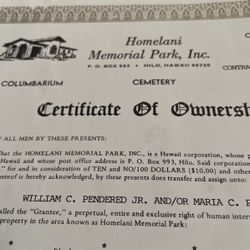 Homelani
Memorial Park, Inc.
P. O. BOX 993 • HILO, HAWAII 96720
CONTRA
COLUMBARIUM CEMETERY
Certificate Of Owners
OW ALL MEN BY THESE PRESENTS:
hat the HOMELANI MEMORIAL PARK, INC., is a Hawaii corporation, whose p
Hawaii and whose post office address is P. O. Box 993, Hilo. Said corporation
" for and in consideration of TEN and NO/100 DOLLARS ($10.00) and other
ereof is hereby acknowledged, by these presents does transfer and assign unto:
WILLIAM C. PENDERED JR. AND/OR MARIA C.
alled the "Grantee," a perpetual, entire and exclusive right of human inter
property in the area known as HOMELANI MEMORIAL PARK.